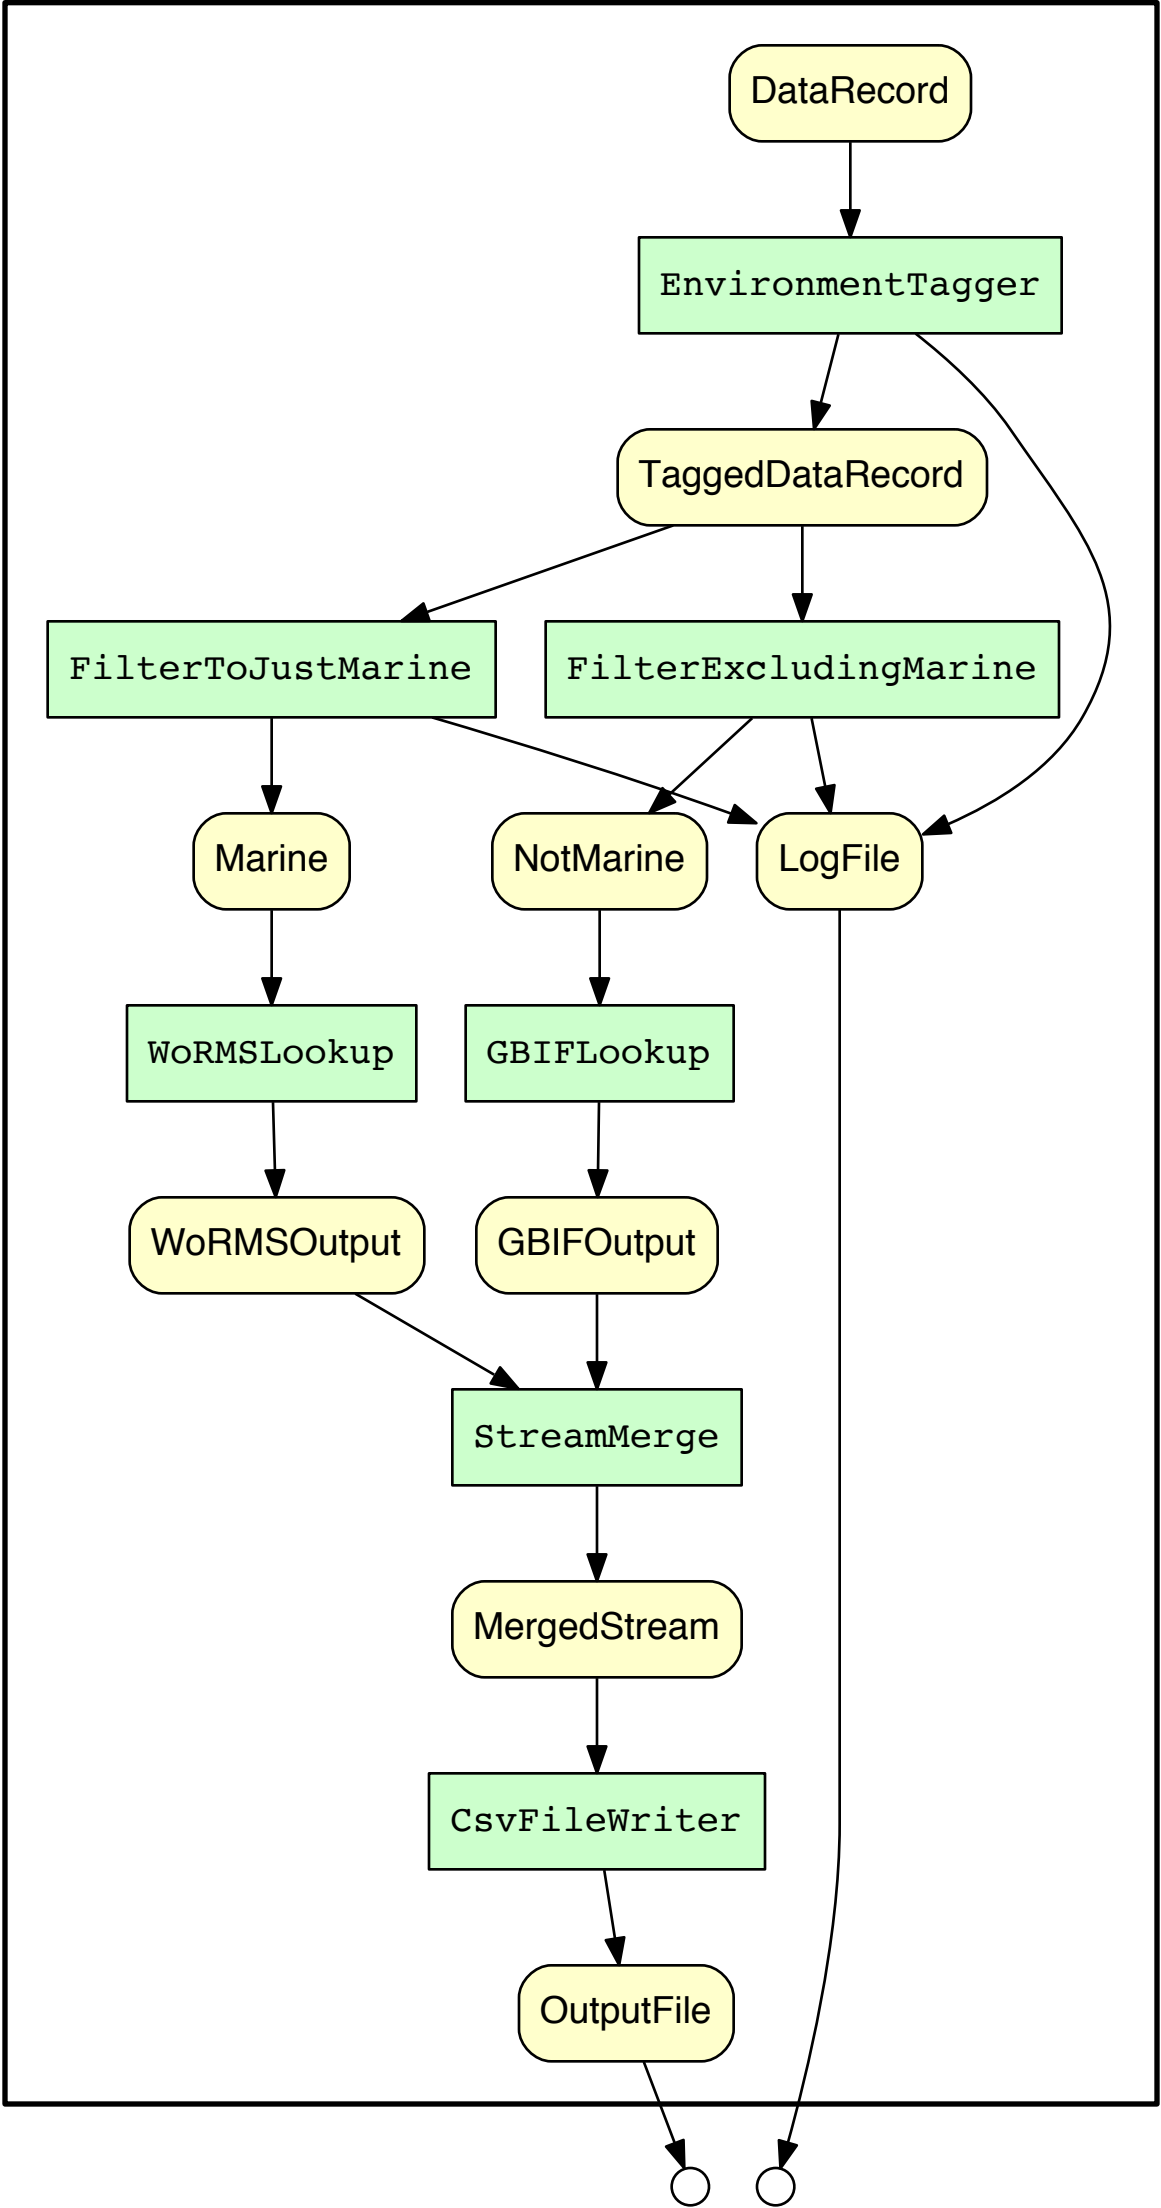 DataRecord
EnvironmentTagger
TaggedDataRecord
FilterToJustMarine
FilterExcludingMarine
Marine
NotMarine
LogFile
WoRMSLookup
GBIFLookup
WoRMSOutput
GBIFOutput
StreamMerge
MergedStream
CsvFileWriter
OutputFile